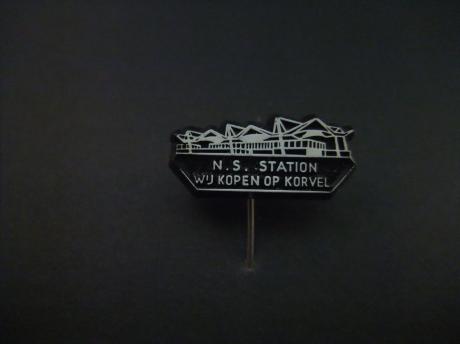 N.S. STATION
WIJ KOPEN OP KORVEL